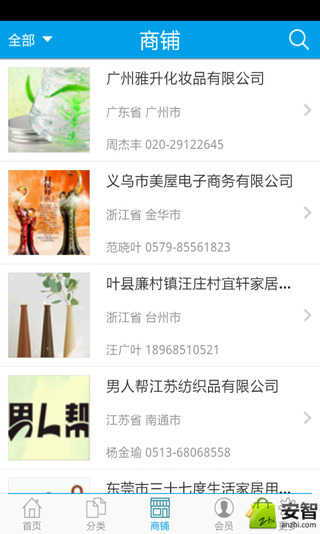 全部
商铺
广州雅升化妆品有限公司
广东省 广州市
周杰丰 020-29122645
义乌市美屋电子商务有限公司
浙江省 金华市
范晓叶 0579-85561823
叶县廉村镇汪庄村宜轩家居...
浙江省 台州市
汪广叶 18968510521
男人帮
男人帮江苏纺织品有限公司
江苏省 南通市
杨金瑜 0513-68068558
东莞市三十七度生活家居用...
首页
分类
商铺
会员
更多
安智
anzhi.com